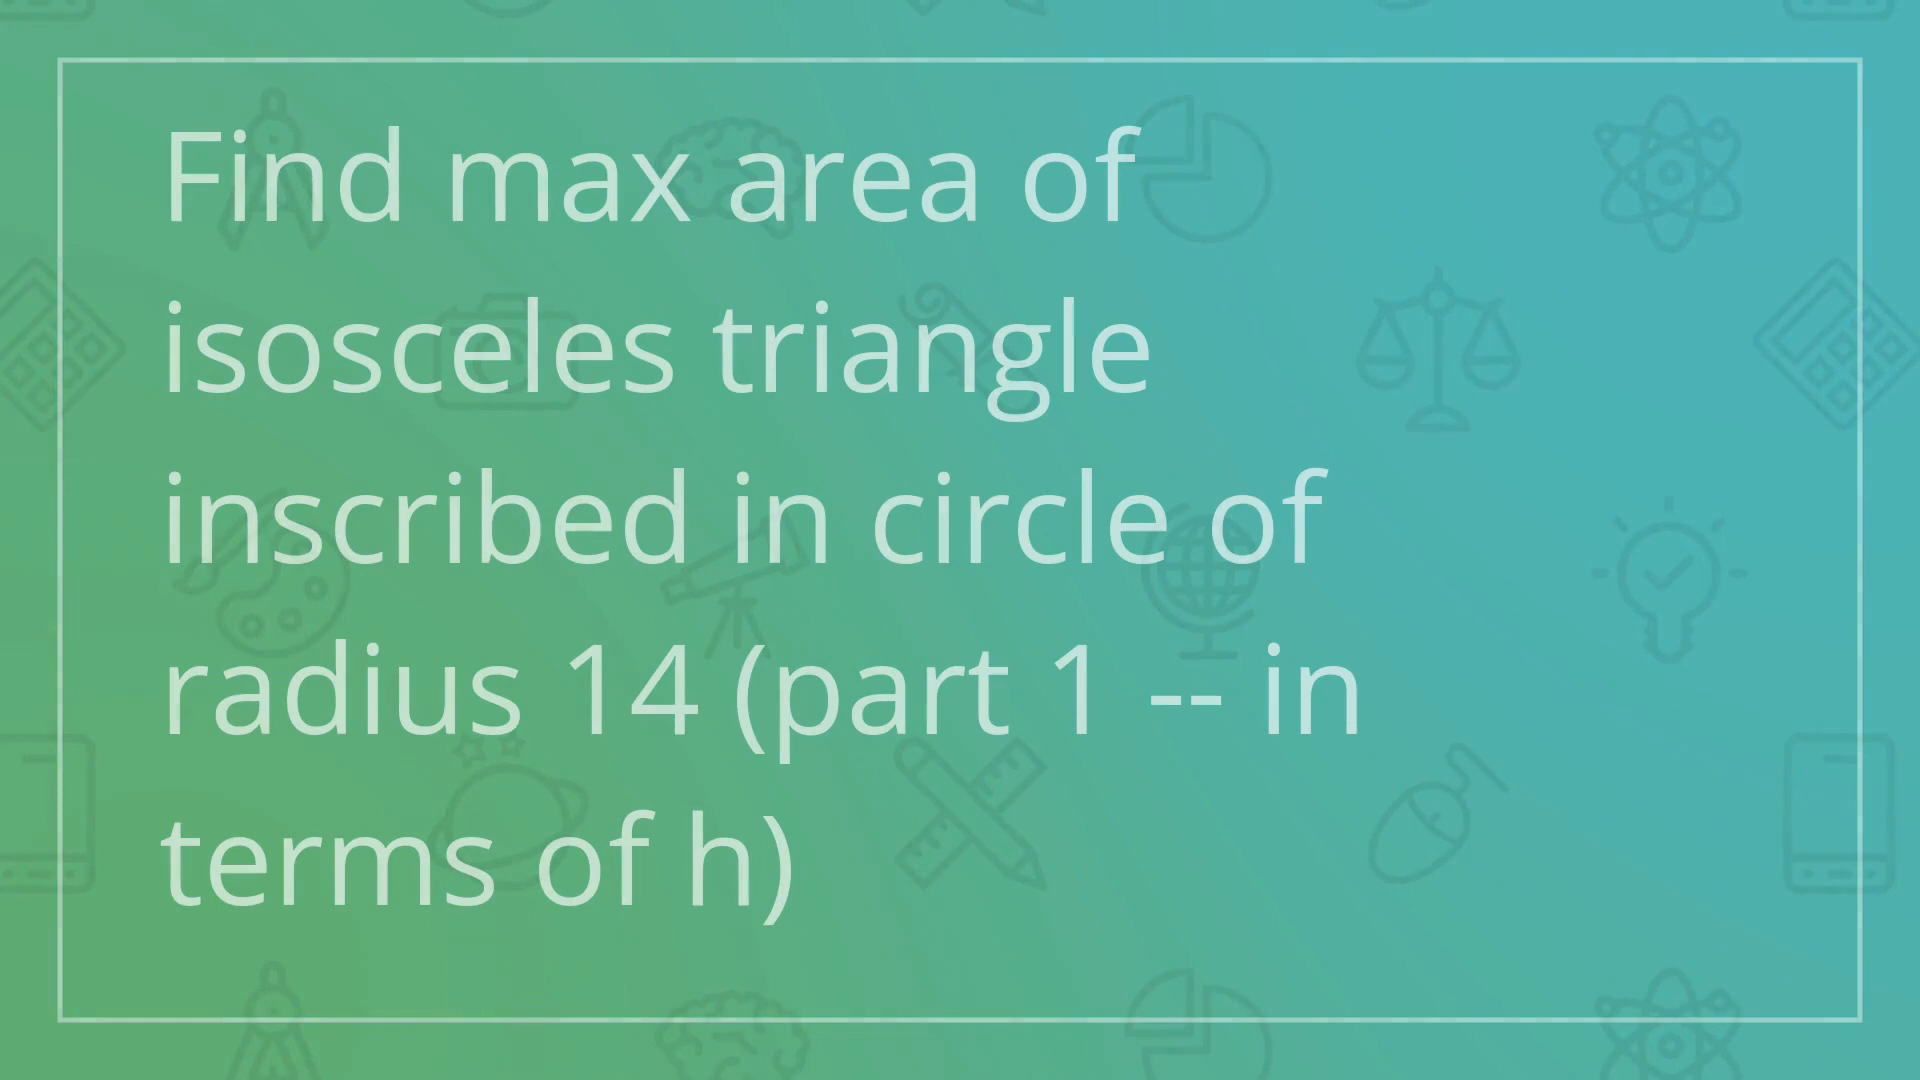 Find max area of
isosceles triangle
inscribed in circle of
radius 14 (part 1 -- in
terms of h)